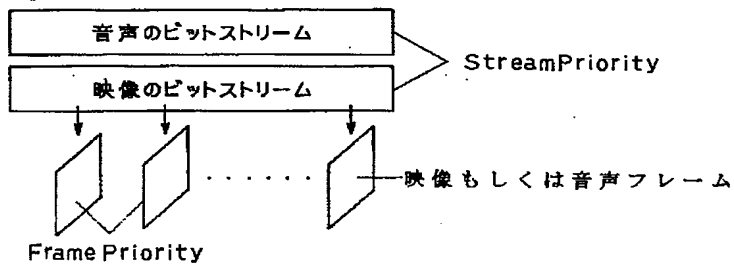 音声のビットストリーム
StreamPriority
映像のビットストリーム
映像もしくは音声フレーム
Frame Priority